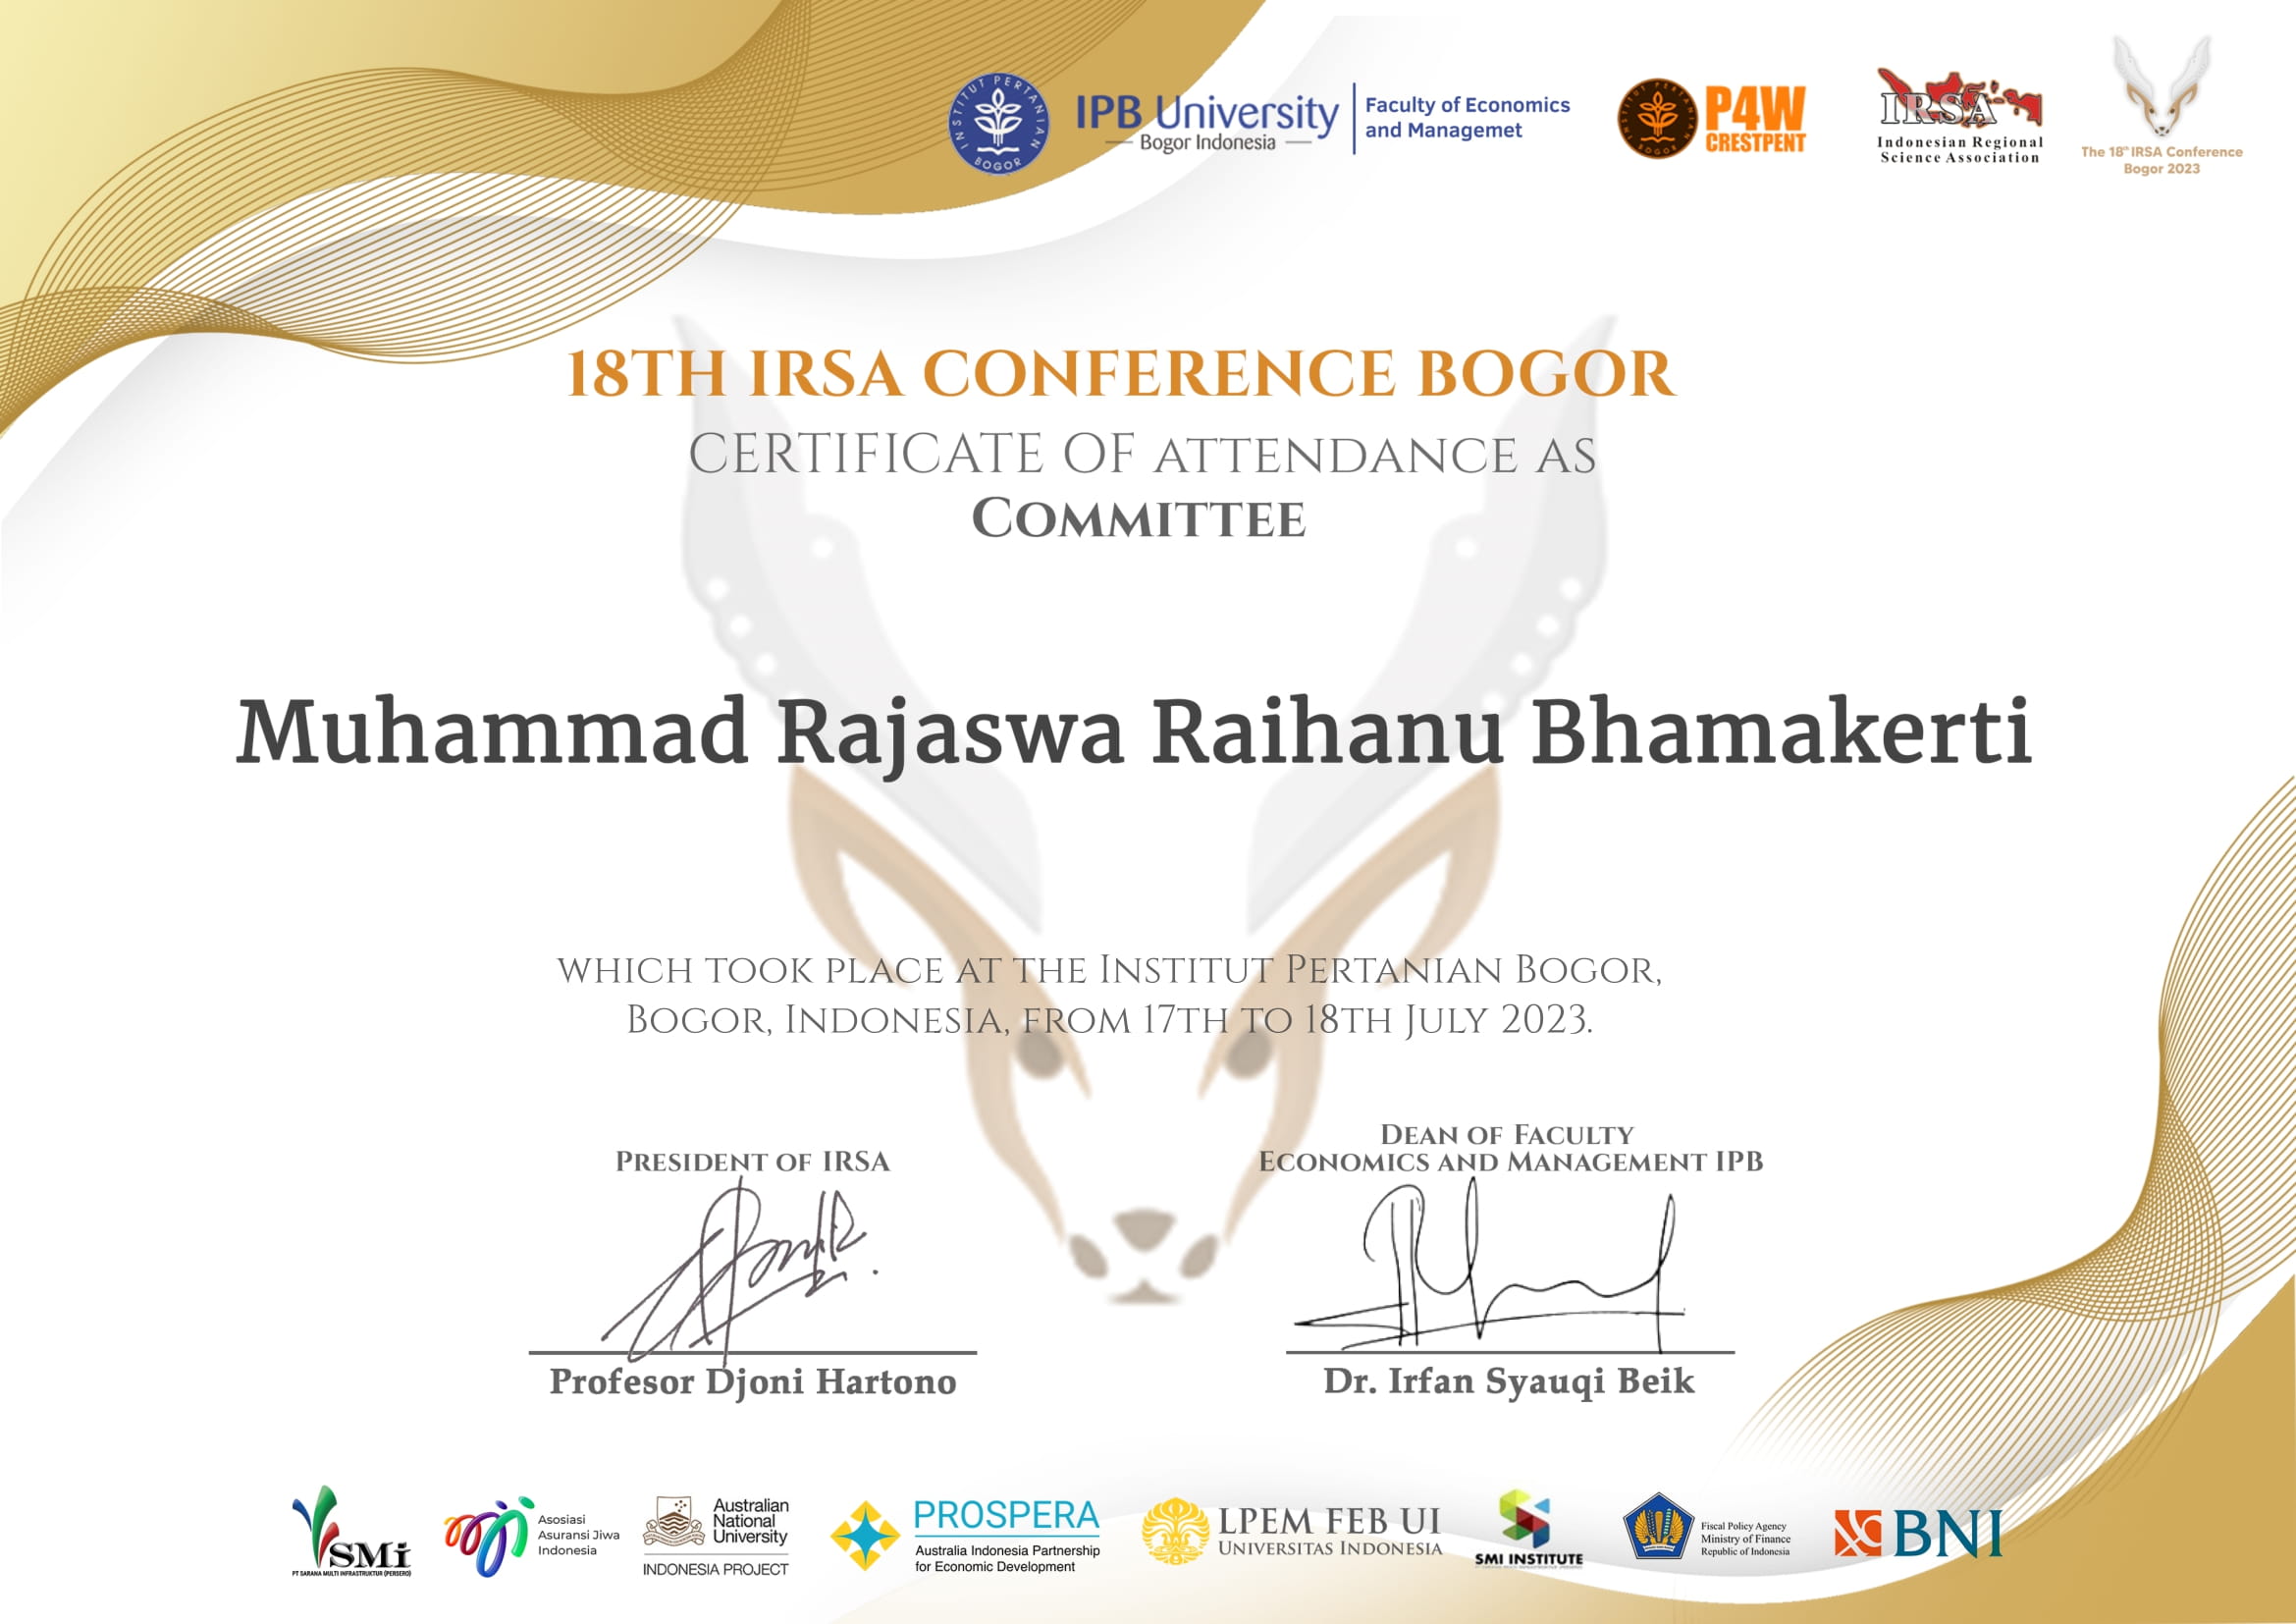 INSTITUT PERTANIAN
BOGOR
IPB University
Bogor Indonesia
Faculty of Economics
and Managemet
P4W
CRESTPENT
IRSA
Indonesian Regional
Science Association
The 18th IRSA Conference
Bogor 2023
18TH IRSA CONFERENCE BOGOR
CERTIFICATE OF ATTENDANCE AS
COMMITTEE
Muhammad Rajaswa Raihanu Bhamakerti
WHICH TOOK PLACE AT THE INSTITUT PERTANIAN BOGOR,
BOGOR, INDONESIA, FROM 17TH TO 18TH JULY 2023.
PRESIDENT OF IRSA
Profesor Djoni Hartono
DEAN OF FACULTY
ECONOMICS AND MANAGEMENT IPB
Dr. Irfan Syauqi Beik
SMi
PT SARANA MULTI INFRASTRUKTUR (PERSERO)
Asosiasi
Asuransi Jiwa
Indonesia
Australian
National
University
INDONESIA PROJECT
PROSPERA
Australia Indonesia Partnership
for Economic Development
LPEM FEB UI
UNIVERSITAS INDONESIA
SMI INSTITUTE
Fiscal Policy Agency
Ministry of Finance
Republic of Indonesia
BNI